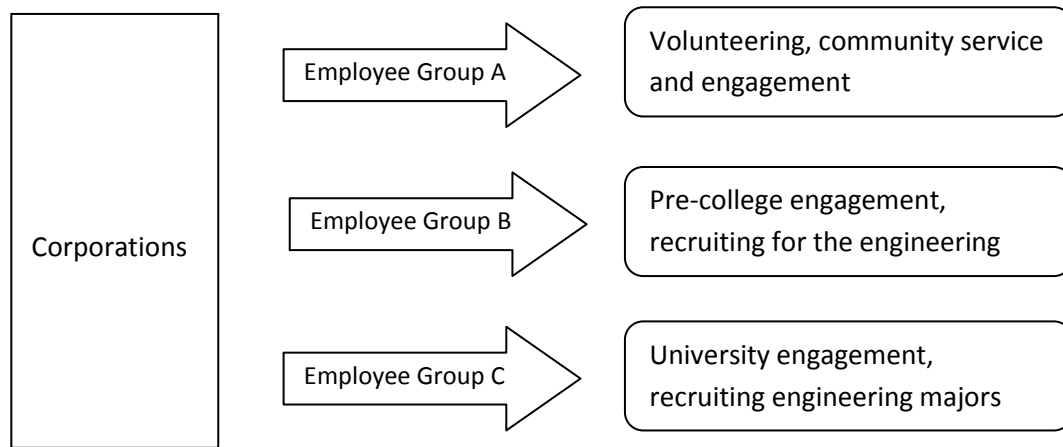 Corporations
Employee Group A
Volunteering, community service
and engagement
Employee Group B
Pre-college engagement,
recruiting for the engineering
Employee Group C
University engagement,
recruiting engineering majors